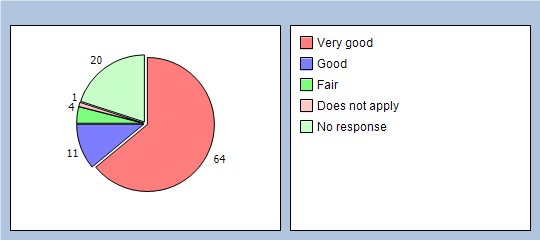 20
1
4
11
64
Very good
Good
Fair
Does not apply
No response